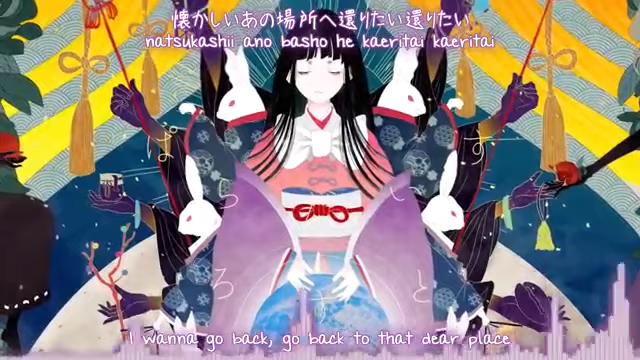 懐かしいあの場所へ還りたい還りたい
natsukashii ano basho he kaeritai kaeritai
I wanna go back, go back to that dear place